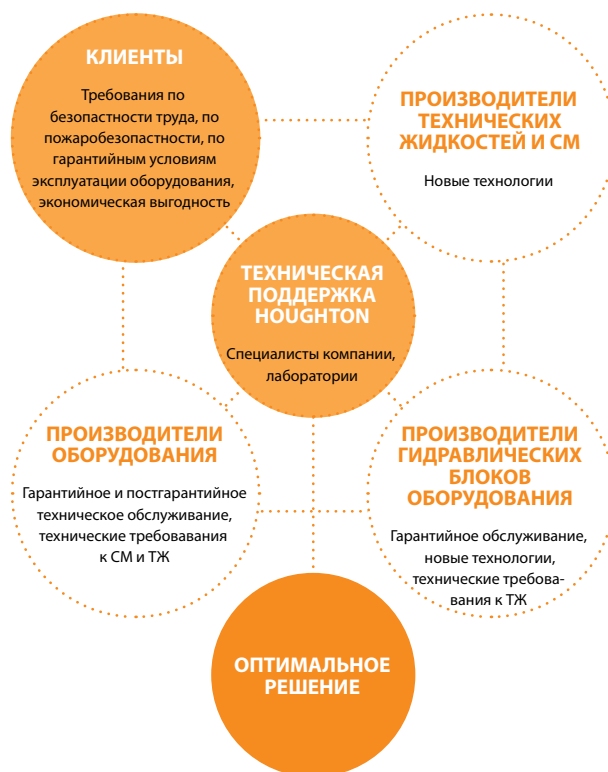 КЛИЕНТЫ
Требования по
безопастности труда, по
пожаробезопастности, по
гарантийным условиям
эксплуатации оборудования,
экономическая выгодность
ПРОИЗВОДИТЕЛИ
ТЕХНИЧЕСКИХ
ЖИДКОСТЕЙ И СМ
Новые технологии
ТЕХНИЧЕСКАЯ
ПОДДЕРЖКА
HOUGHTON
Специалисты компании,
лаборатории
ПРОИЗВОДИТЕЛИ
ОБОРУДОВАНИЯ
Гарантийное и постгарантийное
техническое обслуживание,
технические требовавания
к СМ и ТЖ
ПРОИЗВОДИТЕЛИ
ГИДРАВЛИЧЕСКИХ
БЛОКОВ
ОБОРУДОВАНИЯ
Гарантийное обслуживание,
новые технологии,
технические требова-
вания к ТЖ
ОПТИМАЛЬНОЕ
РЕШЕНИЕ